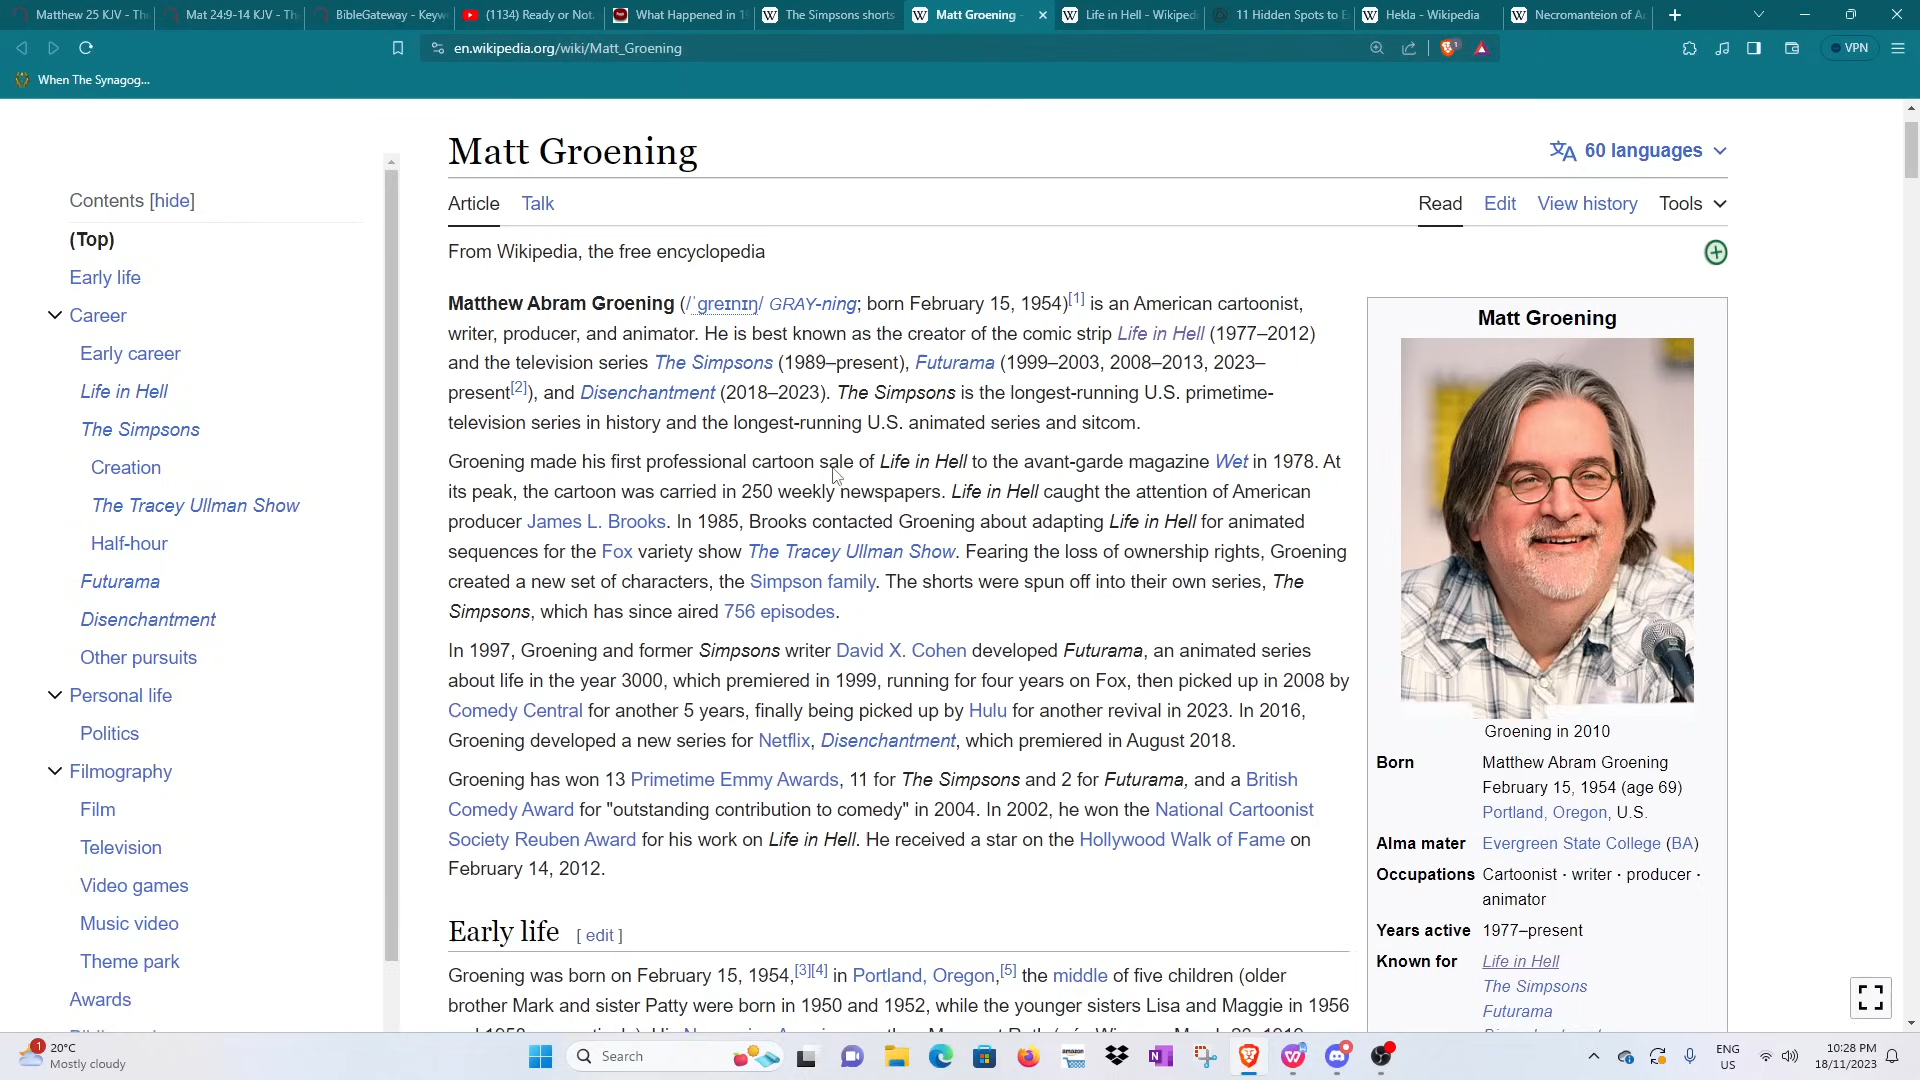 Matthew 25 KJV - Th
Mat 24:9-14 KJV - Th
BibleGateway - Keyw
(1134) Ready or Not.
What Happened in 1
The Simpsons shorts
Matt Groening -
Life in Hell - Wikiped
11 Hidden Spots to E
Hekla - Wikipedia
Necromanteion of Ac
en.wikipedia.org/wiki/Matt_Groening
1
VPN
When The Synagog...
Matt Groening
60 languages
Contents [hide]
(Top)
Early life
Career
Early career
Life in Hell
The Simpsons
Creation
The Tracey Ullman Show
Half-hour
Futurama
Disenchantment
Other pursuits
Personal life
Politics
Filmography
Film
Television
Video games
Music video
Theme park
Awards
Article Talk
Read Edit View history Tools
From Wikipedia, the free encyclopedia
Matthew Abram Groening (/ˈɡreɪnɪŋ/ GRAY-ning; born February 15, 1954)[1] is an American cartoonist,
writer, producer, and animator. He is best known as the creator of the comic strip Life in Hell (1977–2012)
and the television series The Simpsons (1989–present), Futurama (1999–2003, 2008–2013, 2023–
present[2]), and Disenchantment (2018–2023). The Simpsons is the longest-running U.S. primetime-
television series in history and the longest-running U.S. animated series and sitcom.
Groening made his first professional cartoon sale of Life in Hell to the avant-garde magazine Wet in 1978. At
its peak, the cartoon was carried in 250 weekly newspapers. Life in Hell caught the attention of American
producer James L. Brooks. In 1985, Brooks contacted Groening about adapting Life in Hell for animated
sequences for the Fox variety show The Tracey Ullman Show. Fearing the loss of ownership rights, Groening
created a new set of characters, the Simpson family. The shorts were spun off into their own series, The
Simpsons, which has since aired 756 episodes.
In 1997, Groening and former Simpsons writer David X. Cohen developed Futurama, an animated series
about life in the year 3000, which premiered in 1999, running for four years on Fox, then picked up in 2008 by
Comedy Central for another 5 years, finally being picked up by Hulu for another revival in 2023. In 2016,
Groening developed a new series for Netflix, Disenchantment, which premiered in August 2018.
Groening has won 13 Primetime Emmy Awards, 11 for The Simpsons and 2 for Futurama, and a British
Comedy Award for "outstanding contribution to comedy" in 2004. In 2002, he won the National Cartoonist
Society Reuben Award for his work on Life in Hell. He received a star on the Hollywood Walk of Fame on
February 14, 2012.
Early life [ edit ]
Groening was born on February 15, 1954,[3][4] in Portland, Oregon,[5] the middle of five children (older
brother Mark and sister Patty were born in 1950 and 1952, while the younger sisters Lisa and Maggie in 1956
Matt Groening
Groening in 2010
Born Matthew Abram Groening
February 15, 1954 (age 69)
Portland, Oregon, U.S.
Alma mater Evergreen State College (BA)
Occupations Cartoonist · writer · producer ·
animator
Years active 1977–present
Known for Life in Hell
The Simpsons
Futurama
1
20°C
Mostly cloudy
Search
amazon
ENG
US
10:28 PM
18/11/2023